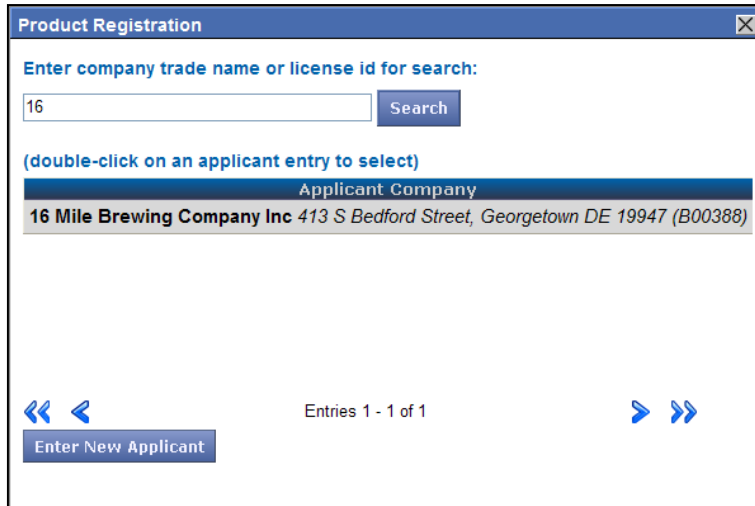 Product Registration
Enter company trade name or license id for search:
16
Search
(double-click on an applicant entry to select)
Applicant Company
16 Mile Brewing Company Inc 413 S Bedford Street, Georgetown DE 19947 (B00388)
Entries 1 - 1 of 1
Enter New Applicant